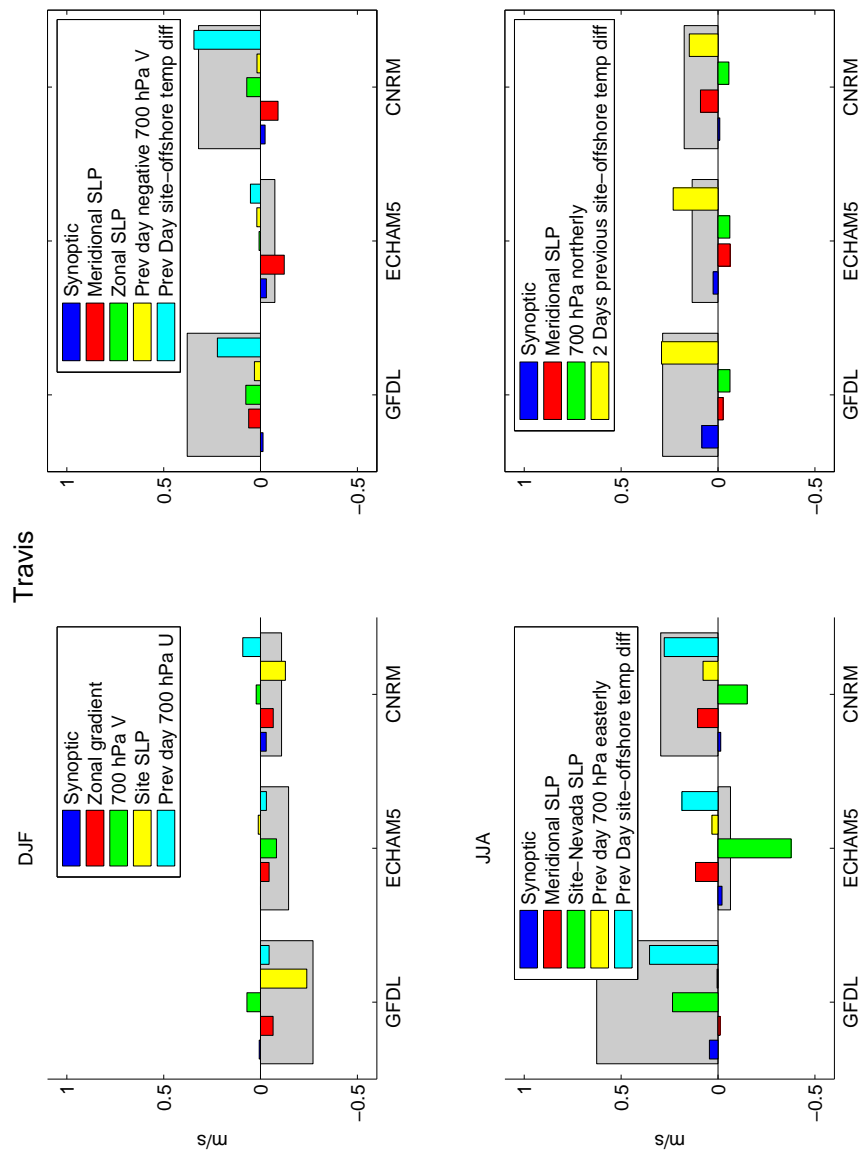 Travis
DJF
1
0.5
0
−0.5
m/s
Synoptic
Zonal gradient
700 hPa V
Site SLP
Prev day 700 hPa U
GFDL
ECHAM5
CNRM
1
0.5
0
−0.5
Synoptic
Meridional SLP
Zonal SLP
Prev day negative 700 hPa V
Prev Day site−offshore temp diff
GFDL
ECHAM5
CNRM
JJA
1
0.5
0
−0.5
m/s
Synoptic
Meridional SLP
Site−Nevada SLP
Prev day 700 hPa easterly
Prev Day site−offshore temp diff
GFDL
ECHAM5
CNRM
1
0.5
0
−0.5
Synoptic
Meridional SLP
700 hPa northerly
2 Days previous site−offshore temp diff
GFDL
ECHAM5
CNRM